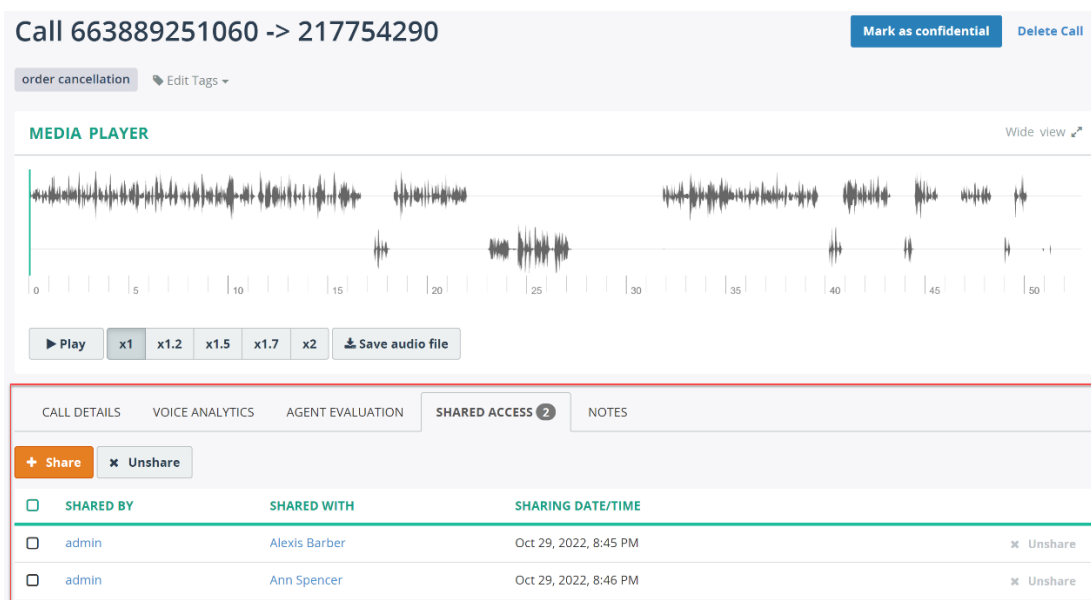 Call 663889251060 -> 217754290
Mark as confidential
Delete Call
order cancellation
Edit Tags
MEDIA PLAYER
Wide view
0 5 10 15 20 25 30 35 40 45 50
Play x1 x1.2 x1.5 x1.7 x2 Save audio file
CALL DETAILS VOICE ANALYTICS AGENT EVALUATION SHARED ACCESS 2 NOTES
+ Share × Unshare
SHARED BY SHARED WITH SHARING DATE/TIME
admin Alexis Barber Oct 29, 2022, 8:45 PM × Unshare
admin Ann Spencer Oct 29, 2022, 8:46 PM × Unshare